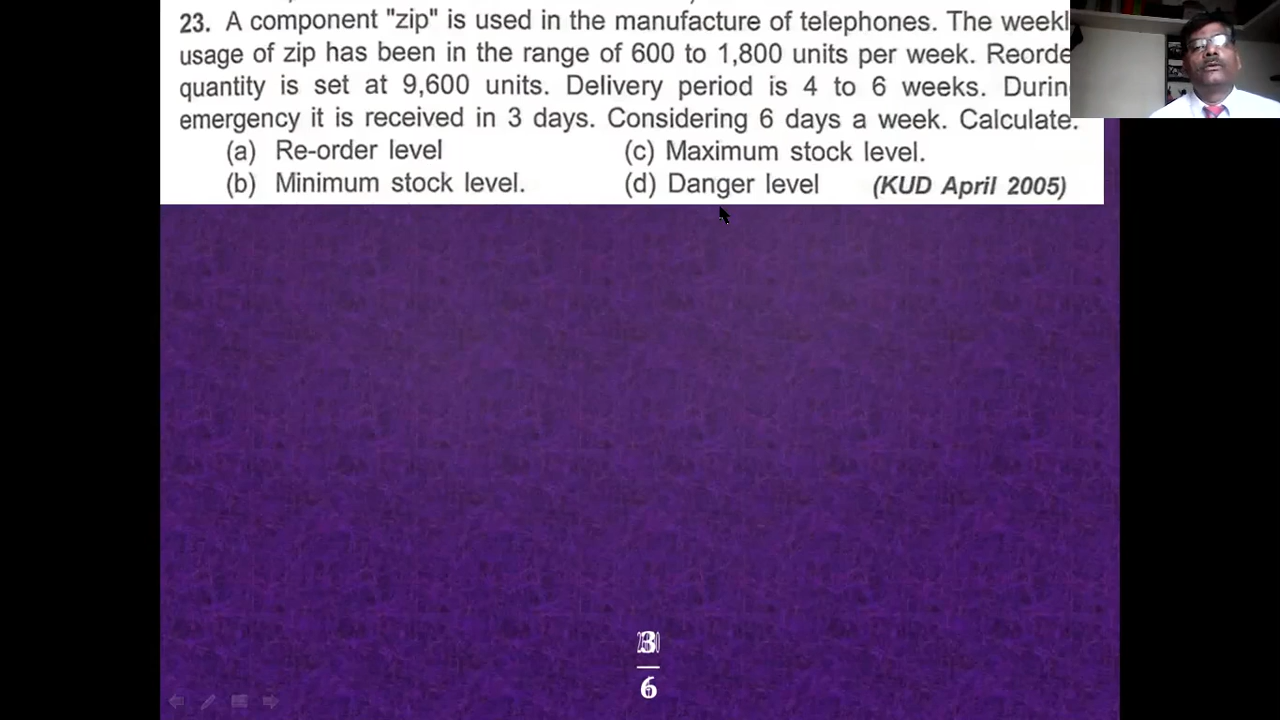 23. A component "zip" is used in the manufacture of telephones. The weekl
usage of zip has been in the range of 600 to 1,800 units per week. Reorde
quantity is set at 9,600 units. Delivery period is 4 to 6 weeks. Durin
emergency it is received in 3 days. Considering 6 days a week. Calculate.
(a) Re-order level (c) Maximum stock level.
(b) Minimum stock level. (d) Danger level (KUD April 2005)
6